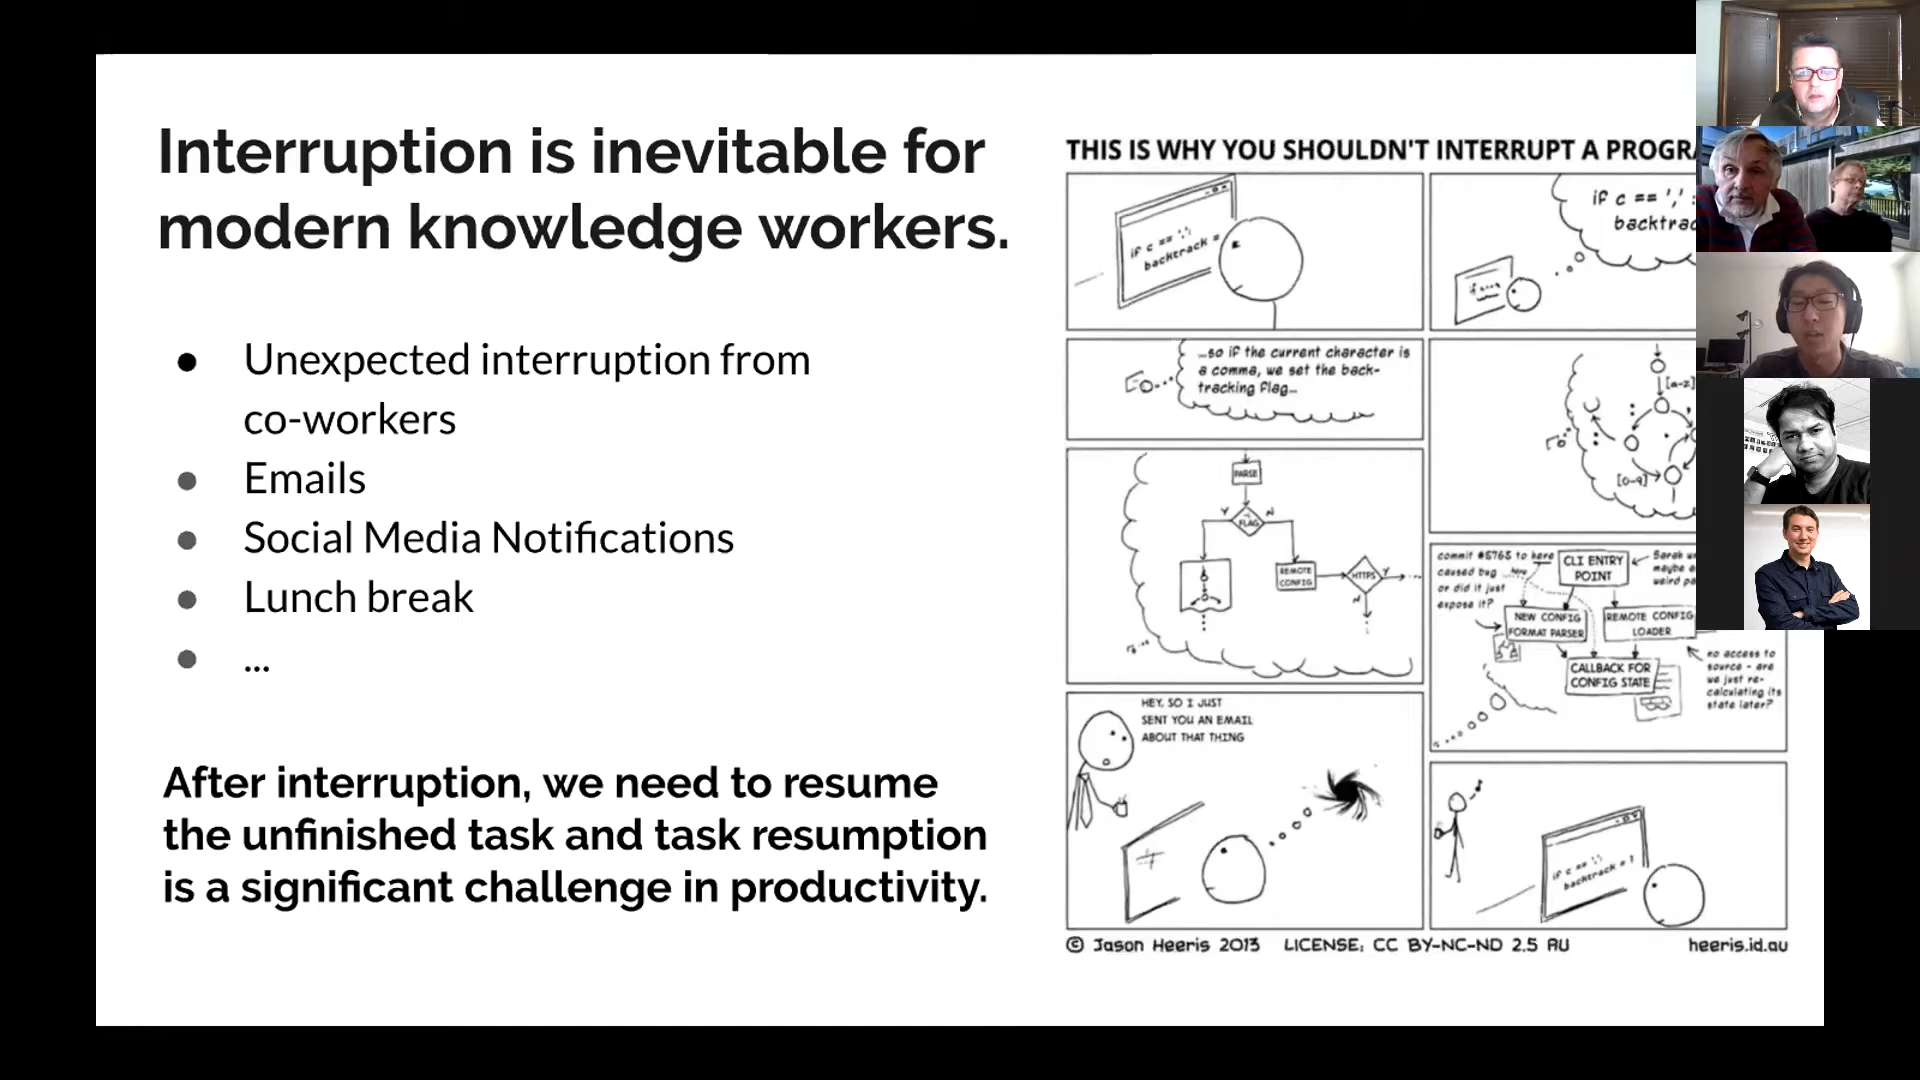 Interruption is inevitable for
modern knowledge workers.
● Unexpected interruption from
co-workers
● Emails
● Social Media Notifications
● Lunch break
● ...
After interruption, we need to resume
the unfinished task and task resumption
is a significant challenge in productivity.
THIS IS WHY YOU SHOULDN'T INTERRUPT A PROGRA
if c == ','
backtrack =
if c == ',' :
backtrac
...so if the current character is
a comma, we set the back-
tracking flag...
[a-z]
[0-9]
PARSE
Y
N
FLAG
REMOTE
CONFIG
HTTPS
Y
N
commit #5763 to here
caused bug
or did it just
expose it?
here
CLI ENTRY
POINT
Sarah w
maybe a
weird pa
NEW CONFIG
FORMAT PARSER
REMOTE CONFIG
LOADER
CALLBACK FOR
CONFIG STATE
no access to
source - are
we just re-
calculating its
state later?
HEY, SO I JUST
SENT YOU AN EMAIL
ABOUT THAT THING
if c == ','
backtrack = 1
© Jason Heeris 2013 LICENSE: CC BY-NC-ND 2.5 AU heeris.id.au